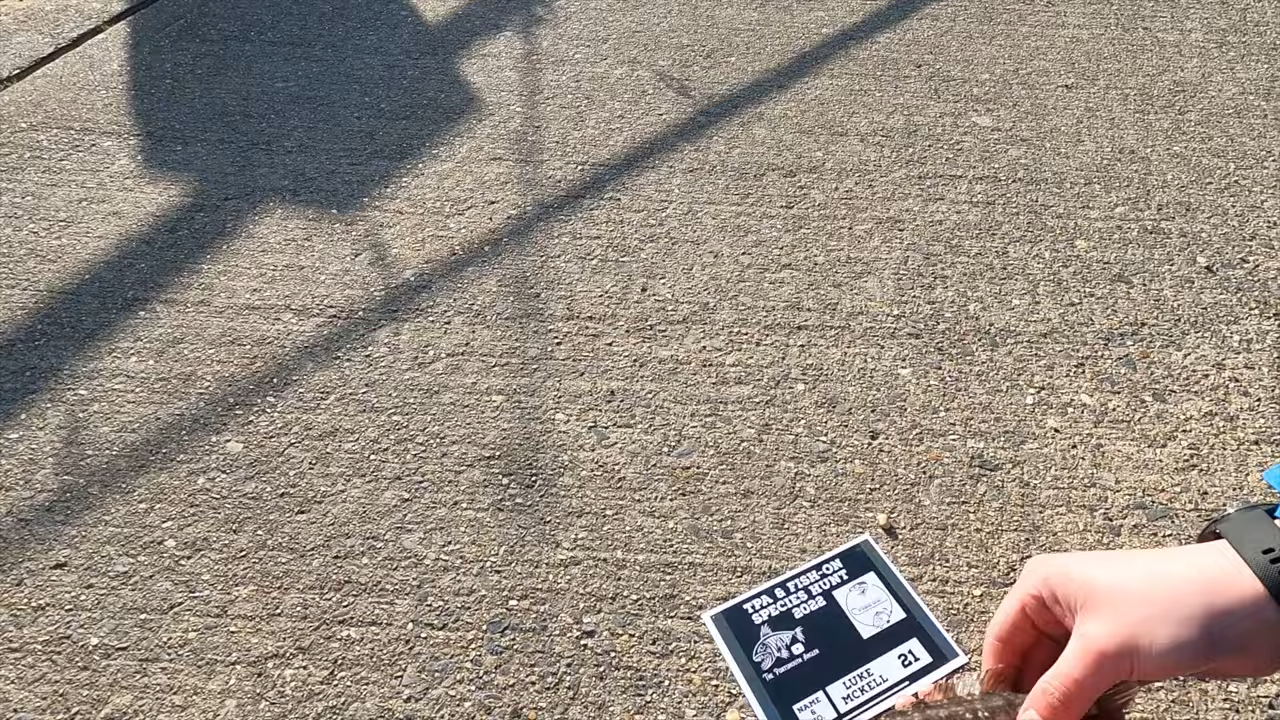 TPA & FISH-ON
SPECIES HUNT
2022
The Portsmouth Angler
LUKE
MCKELL
21
NAME
&